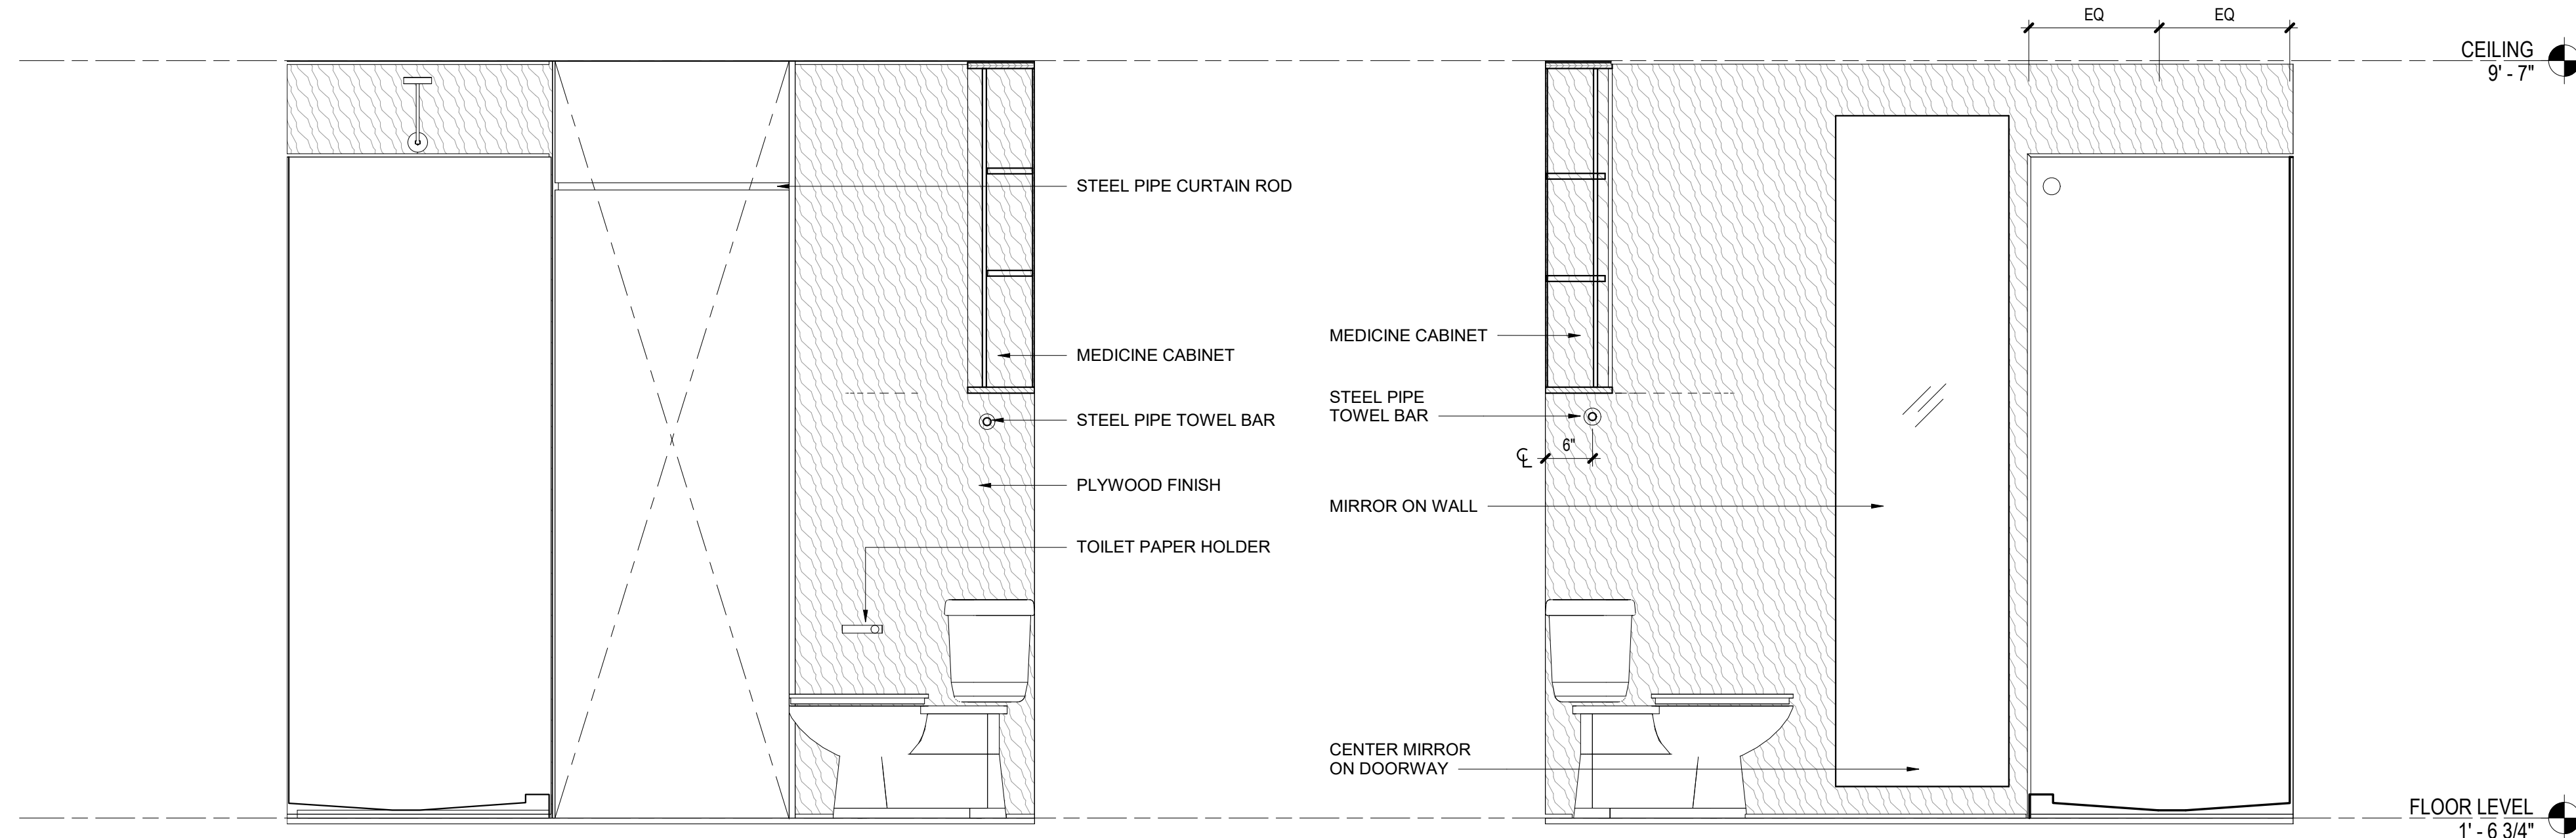 EQ
EQ
CEILING
9' - 7"
STEEL PIPE CURTAIN ROD
MEDICINE CABINET
STEEL PIPE TOWEL BAR
PLYWOOD FINISH
TOILET PAPER HOLDER
MEDICINE CABINET
STEEL PIPE
TOWEL BAR
6"
℄
MIRROR ON WALL
CENTER MIRROR
ON DOORWAY
FLOOR LEVEL
1' - 6 3/4"